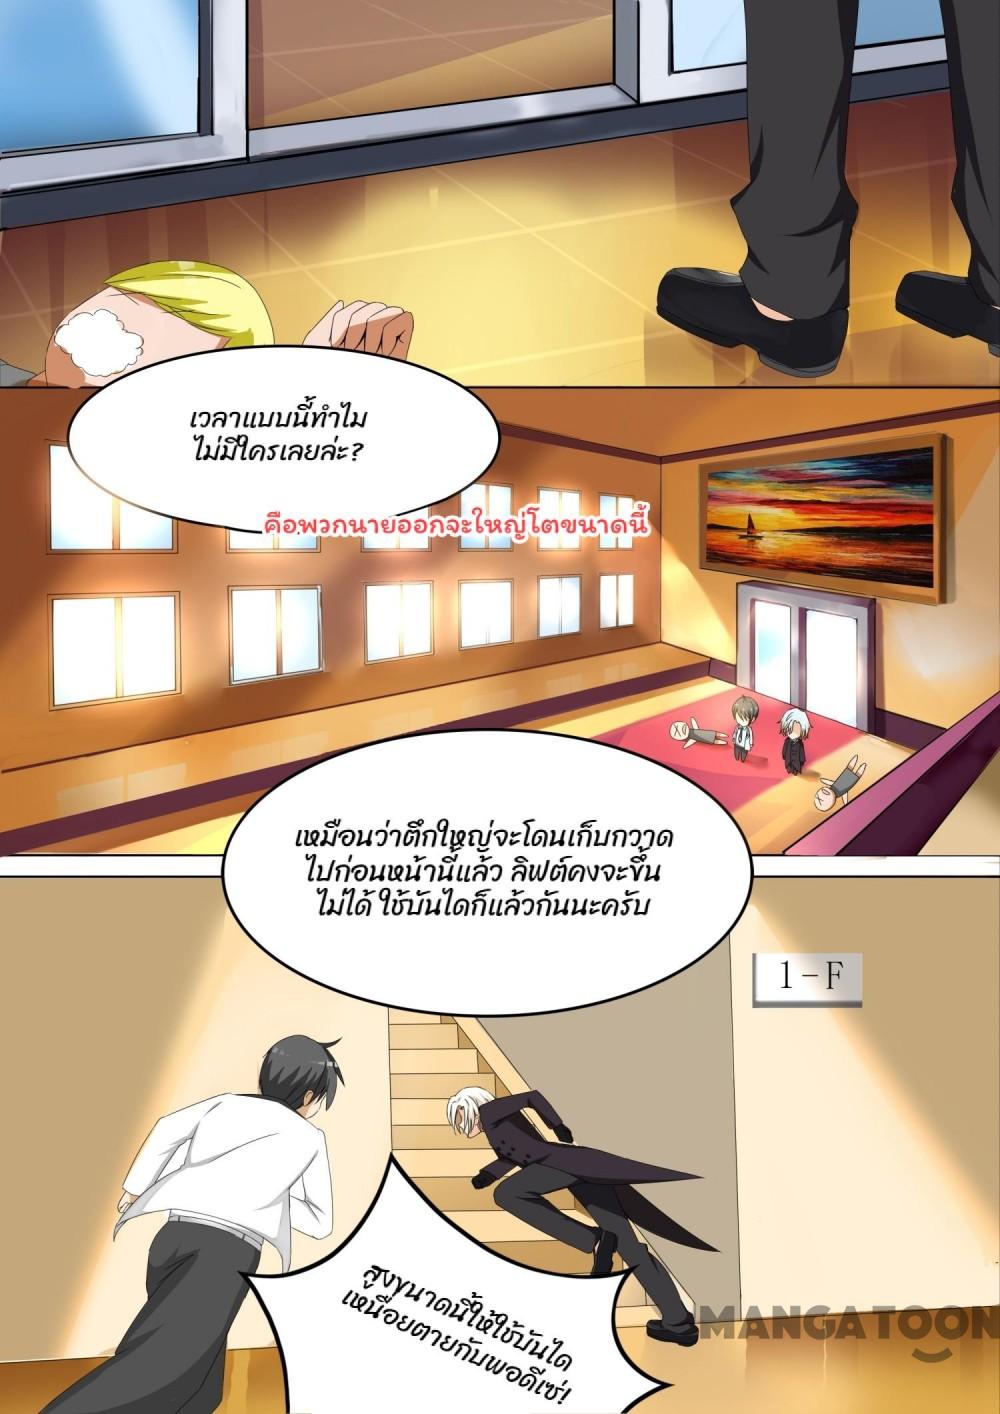 เวลาแบบนี้ทำไม
ไม่มีใครเลยล่ะ?
คือพวกนายออกจะใหญ่โตขนาดนี้
เหมือนว่าตึกใหญ่จะโดนเก็บกวาด
ไปก่อนหน้านี้แล้ว ลิฟต์คงจะขึ้น
ไม่ได้ ใช้บันไดก็แล้วกันนะครับ
1-F
สูงขนาดนี้ให้ใช้บันได
เหนื่อยตายกันพอดีเซ่!
MANGATOON